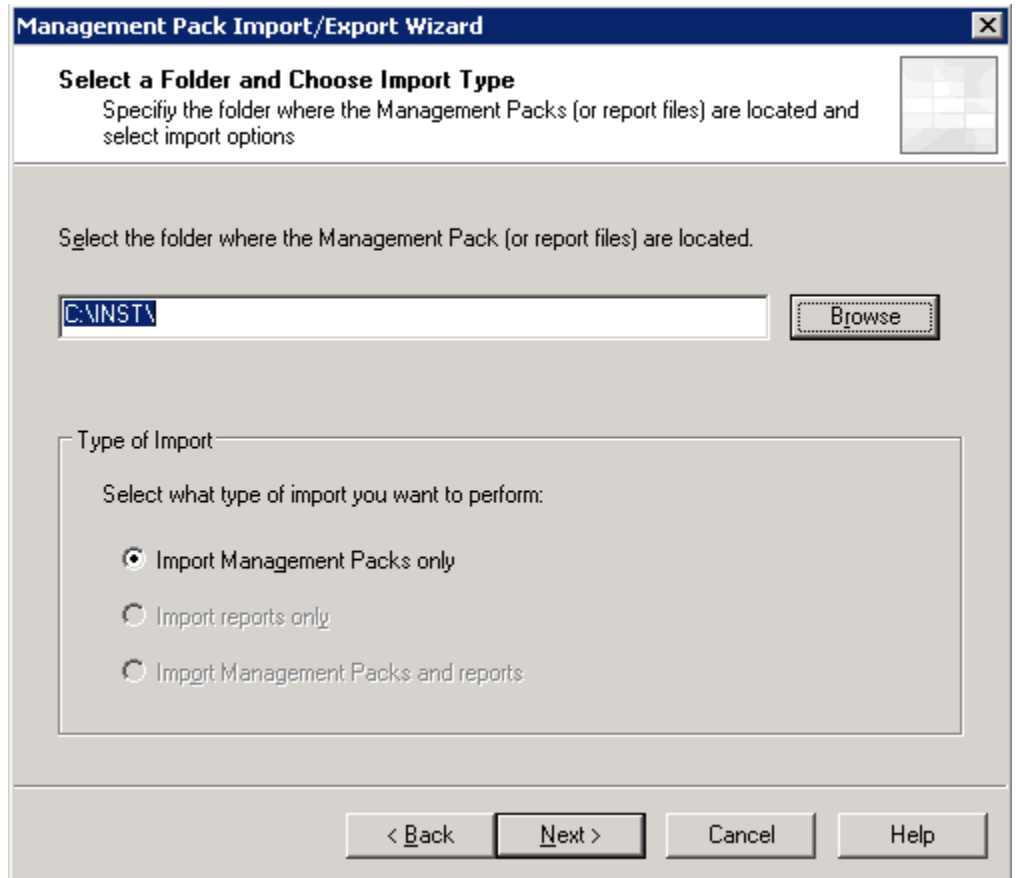 Management Pack Import/Export Wizard
Select a Folder and Choose Import Type
Specifiy the folder where the Management Packs (or report files) are located and
select import options
Select the folder where the Management Pack (or report files) are located.
C:\INST\
Browse
Type of Import
Select what type of import you want to perform:
Import Management Packs only
Import reports only
Import Management Packs and reports
< Back
Next >
Cancel
Help